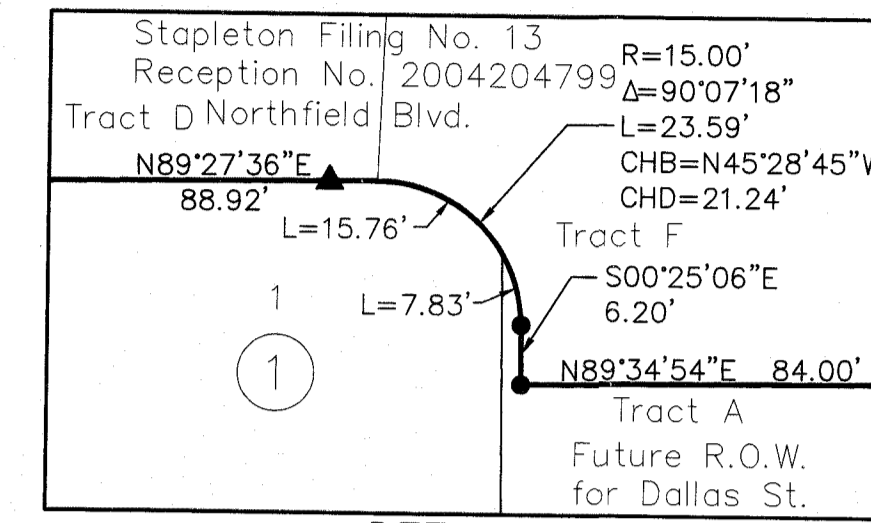 Stapleton Filing No. 13
Reception No. 2004204799
Tract D Northfield Blvd.
R=15.00'
Δ=90°07'18"
L=23.59'
CHB=N45°28'45"W
CHD=21.24'
N89°27'36"E
88.92'
L=15.76'
Tract F
L=7.83'
S00°25'06"E
6.20'
1
1
N89°34'54"E 84.00'
Tract A
Future R.O.W.
for Dallas St.